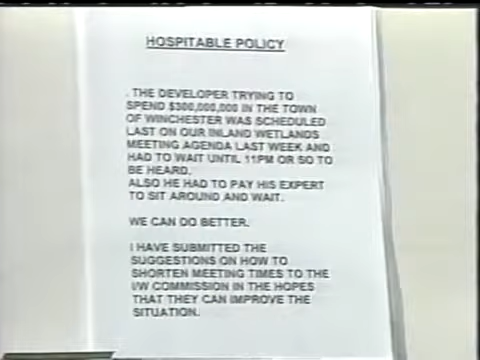 HOSPITABLE POLICY
. THE DEVELOPER TRYING TO
SPEND $300,000,000 IN THE TOWN
OF WINCHESTER WAS SCHEDULED
LAST ON OUR INLAND WETLANDS
MEETING AGENDA LAST WEEK AND
HAD TO WAIT UNTIL 11PM OR SO TO
BE HEARD.
ALSO HE HAD TO PAY HIS EXPERT
TO SIT AROUND AND WAIT.
WE CAN DO BETTER.
I HAVE SUBMITTED THE
SUGGESTIONS ON HOW TO
SHORTEN MEETING TIMES TO THE
I/W COMMISSION IN THE HOPES
THAT THEY CAN IMPROVE THE
SITUATION.